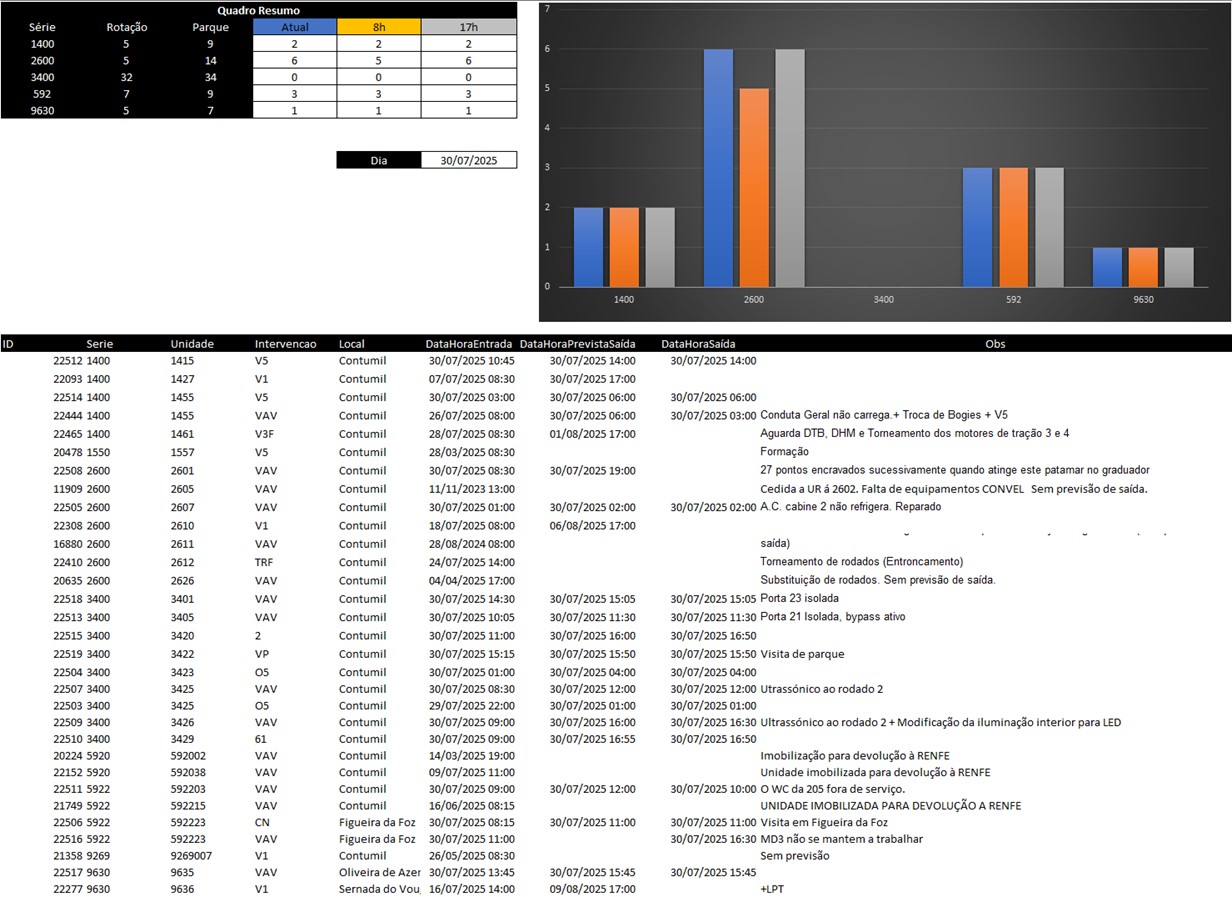 Quadro Resumo
Série Rotação Parque Atual 8h 17h
1400 5 9 2 2 2
2600 5 14 6 5 6
3400 32 34 0 0 0
592 7 9 3 3 3
9630 5 7 1 1 1
Dia 30/07/2025
7
6
5
4
3
2
1
0
1400 2600 3400 592 9630
ID Serie Unidade Intervencao Local DataHoraEntrada DataHoraPrevistaSaída DataHoraSaída Obs
22512 1400 1415 V5 Contumil 30/07/2025 10:45 30/07/2025 14:00 30/07/2025 14:00
22093 1400 1427 V1 Contumil 07/07/2025 08:30 30/07/2025 17:00
22514 1400 1455 V5 Contumil 30/07/2025 03:00 30/07/2025 06:00 30/07/2025 06:00
22444 1400 1455 VAV Contumil 26/07/2025 08:00 30/07/2025 06:00 30/07/2025 03:00 Conduta Geral não carrega.+ Troca de Bogies + V5
22465 1400 1461 V3F Contumil 28/07/2025 08:30 01/08/2025 17:00 Aguarda DTB, DHM e Torneamento dos motores de tração 3 e 4
20478 1550 1557 V5 Contumil 28/03/2025 08:30 Formação
22508 2600 2601 VAV Contumil 30/07/2025 08:30 30/07/2025 19:00 27 pontos encravados sucessivamente quando atinge este patamar no graduador
11909 2600 2605 VAV Contumil 11/11/2023 13:00 Cedida a UR á 2602. Falta de equipamentos CONVEL Sem previsão de saída.
22505 2600 2607 VAV Contumil 30/07/2025 01:00 30/07/2025 02:00 30/07/2025 02:00 A.C. cabine 2 não refrigera. Reparado
22308 2600 2610 V1 Contumil 18/07/2025 08:00 06/08/2025 17:00
16880 2600 2611 VAV Contumil 28/08/2024 08:00 saída)
22410 2600 2612 TRF Contumil 24/07/2025 14:00 Torneamento de rodados (Entroncamento)
20635 2600 2626 VAV Contumil 04/04/2025 17:00 Substituição de rodados. Sem previsão de saída.
22518 3400 3401 VAV Contumil 30/07/2025 14:30 30/07/2025 15:05 30/07/2025 15:05 Porta 23 isolada
22513 3400 3405 VAV Contumil 30/07/2025 10:05 30/07/2025 11:30 30/07/2025 11:30 Porta 21 Isolada, bypass ativo
22515 3400 3420 2 Contumil 30/07/2025 11:00 30/07/2025 16:00 30/07/2025 16:50
22519 3400 3422 VP Contumil 30/07/2025 15:15 30/07/2025 15:50 30/07/2025 15:50 Visita de parque
22504 3400 3423 O5 Contumil 30/07/2025 01:00 30/07/2025 04:00 30/07/2025 04:00
22507 3400 3425 VAV Contumil 30/07/2025 08:30 30/07/2025 12:00 30/07/2025 12:00 Utrassónico ao rodado 2
22503 3400 3425 O5 Contumil 29/07/2025 22:00 30/07/2025 01:00 30/07/2025 01:00
22509 3400 3426 VAV Contumil 30/07/2025 09:00 30/07/2025 16:00 30/07/2025 16:30 Ultrassónico ao rodado 2 + Modificação da iluminação interior para LED
22510 3400 3429 61 Contumil 30/07/2025 09:00 30/07/2025 16:55 30/07/2025 16:50
20224 5920 592002 VAV Contumil 14/03/2025 19:00 Imobilização para devolução à RENFE
22152 5920 592038 VAV Contumil 09/07/2025 11:00 Unidade imobilizada para devolução à RENFE
22511 5922 592203 VAV Contumil 30/07/2025 09:00 30/07/2025 12:00 30/07/2025 10:00 O WC da 205 fora de serviço.
21749 5922 592215 VAV Contumil 16/06/2025 08:15 UNIDADE IMOBILIZADA PARA DEVOLUÇÃO A RENFE
22506 5922 592223 CN Figueira da Foz 30/07/2025 08:15 30/07/2025 11:00 30/07/2025 11:00 Visita em Figueira da Foz
22516 5922 592223 VAV Figueira da Foz 30/07/2025 11:00 30/07/2025 16:30 MD3 não se mantem a trabalhar
21358 9269 9269007 V1 Contumil 26/05/2025 08:30 Sem previsão
22517 9630 9635 VAV Oliveira de Azer 30/07/2025 13:45 30/07/2025 15:45 30/07/2025 15:45
22277 9630 9636 V1 Sernada do Vou 16/07/2025 14:00 09/08/2025 17:00 +LPT